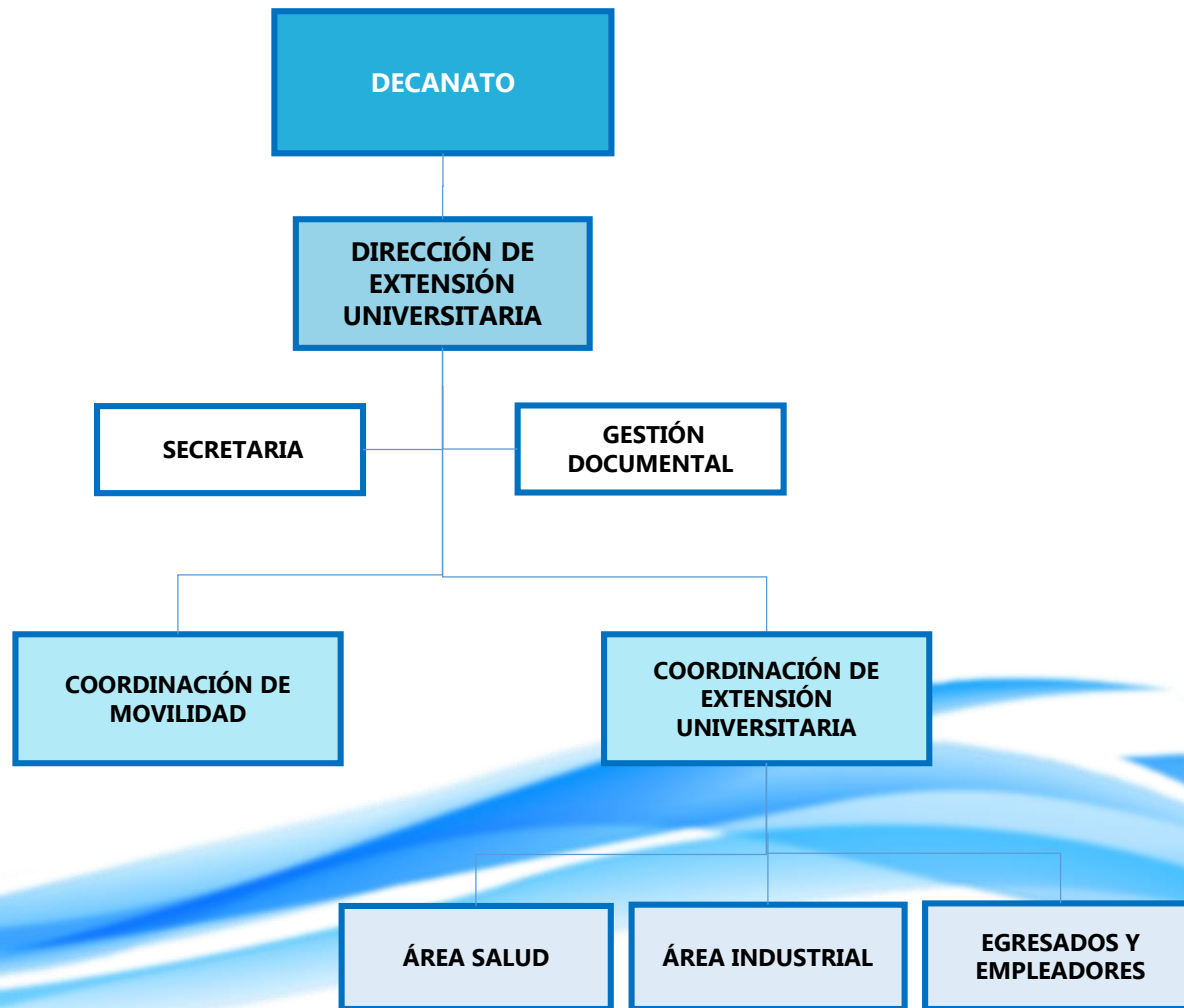 DECANATO
DIRECCIÓN DE
EXTENSIÓN
UNIVERSITARIA
SECRETARIA
GESTIÓN
DOCUMENTAL
COORDINACIÓN DE
MOVILIDAD
COORDINACIÓN DE
EXTENSIÓN
UNIVERSITARIA
ÁREA SALUD
ÁREA INDUSTRIAL
EGRESADOS Y
EMPLEADORES